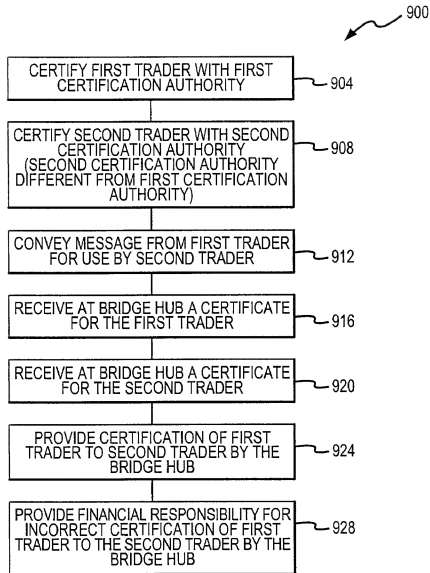 900
CERTIFY FIRST TRADER WITH FIRST
CERTIFICATION AUTHORITY
904
CERTIFY SECOND TRADER WITH SECOND
CERTIFICATION AUTHORITY
(SECOND CERTIFICATION AUTHORITY
DIFFERENT FROM FIRST CERTIFICATION
AUTHORITY)
908
CONVEY MESSAGE FROM FIRST TRADER
FOR USE BY SECOND TRADER
912
RECEIVE AT BRIDGE HUB A CERTIFICATE
FOR THE FIRST TRADER
916
RECEIVE AT BRIDGE HUB A CERTIFICATE
FOR THE SECOND TRADER
920
PROVIDE CERTIFICATION OF FIRST
TRADER TO SECOND TRADER BY THE
BRIDGE HUB
924
PROVIDE FINANCIAL RESPONSIBILITY FOR
INCORRECT CERTIFICATION OF FIRST
TRADER TO THE SECOND TRADER BY THE
BRIDGE HUB
928